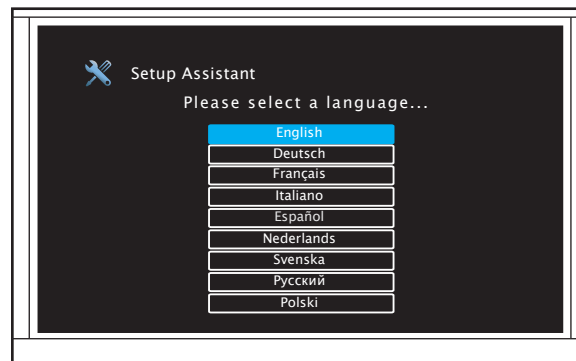 Setup Assistant
Please select a language...
English
Deutsch
Français
Italiano
Español
Nederlands
Svenska
Русский
Polski